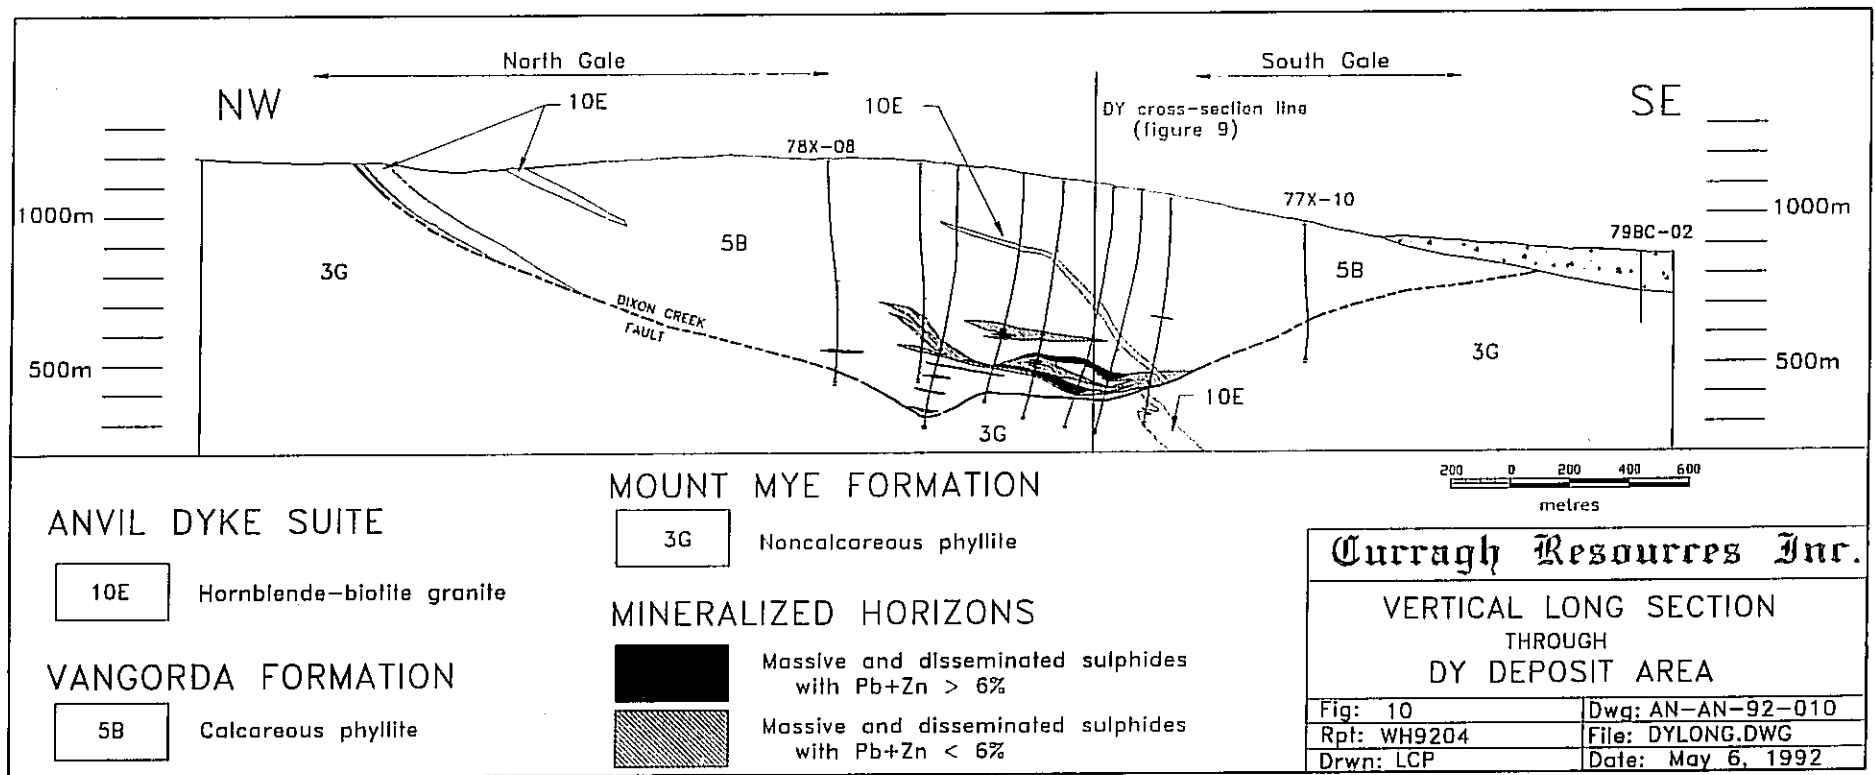 North Gale
South Gale
NW
10E
10E
DY cross-section line
(figure 9)
SE
78X-08
1000m
77X-10
1000m
79BC-02
5B
5B
3G
DIXON CREEK
FAULT
3G
500m
500m
10E
3G
ANVIL DYKE SUITE
10E
Hornblende-biotite granite
VANGORDA FORMATION
5B
Calcareous phyllite
MOUNT MYE FORMATION
3G
Noncalcareous phyllite
MINERALIZED HORIZONS
Massive and disseminated sulphides
with Pb+Zn > 6%
Massive and disseminated sulphides
with Pb+Zn < 6%
200 0 200 400 600
metres
Curragh Resources Inc.
VERTICAL LONG SECTION
THROUGH
DY DEPOSIT AREA
Fig: 10
Dwg: AN-AN-92-010
Rpt: WH9204
File: DYLONG.DWG
Drwn: LCP
Date: May 6, 1992